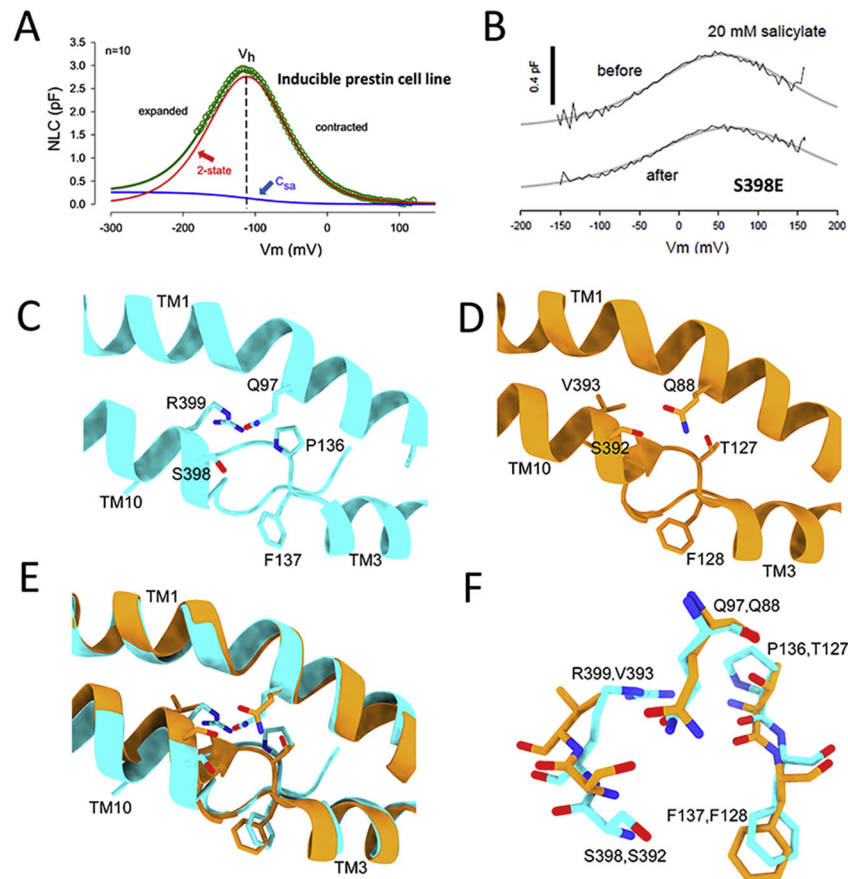 A
n=10
Vh
Inducible prestin cell line
expanded
contracted
2-state
Csa
NLC (pF)
3.5
3.0
2.5
2.0
1.5
1.0
0.5
0.0
-300 -200 -100 0 100
Vm (mV)
B
20 mM salicylate
0.4 pF
before
after
S398E
-200 -150 -100 -50 0 50 100 150 200
Vm (mV)
C
TM1
Q97
R399
P136
S398
TM10
F137
TM3
D
TM1
V393
Q88
S392
T127
TM10
F128
TM3
E
TM1
TM10
TM3
F
Q97,Q88
P136,T127
R399,V393
F137,F128
S398,S392